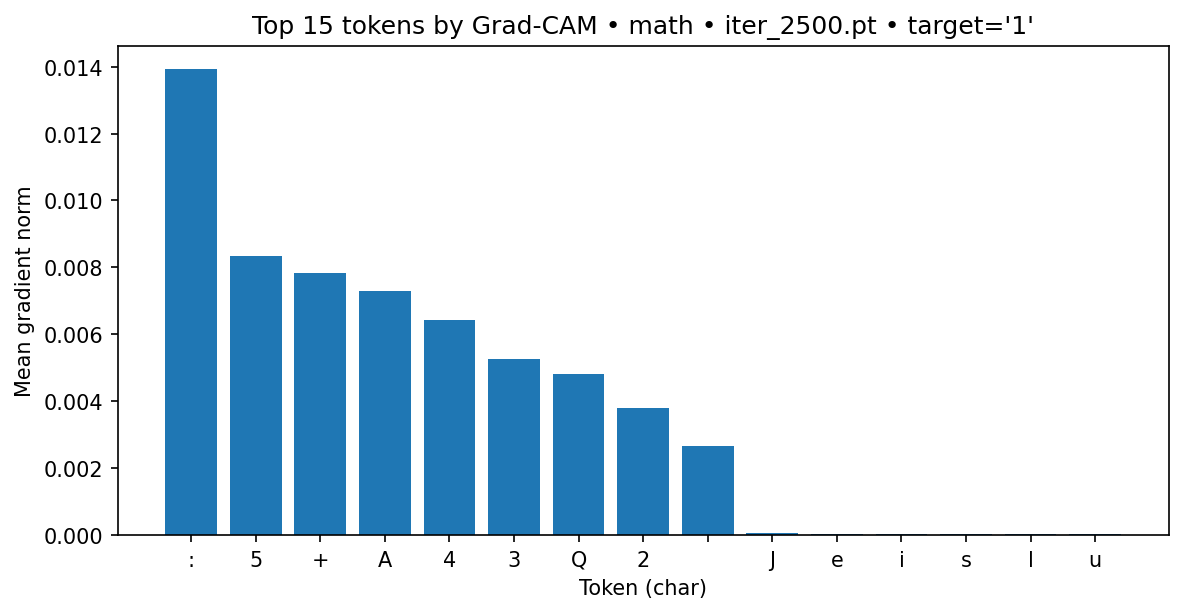 Top 15 tokens by Grad-CAM • math • iter_2500.pt • target='1'
Mean gradient norm
0.014
0.012
0.010
0.008
0.006
0.004
0.002
0.000
: 5 + A 4 3 Q 2 J e i s l u
Token (char)